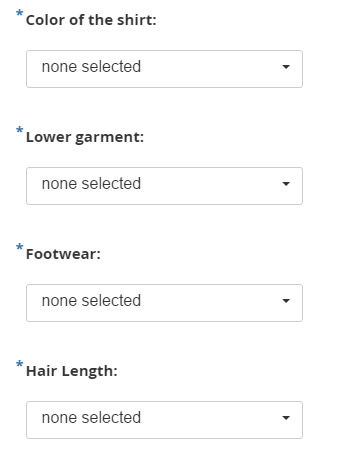 * Color of the shirt:
none selected
* Lower garment:
none selected
* Footwear:
none selected
* Hair Length:
none selected